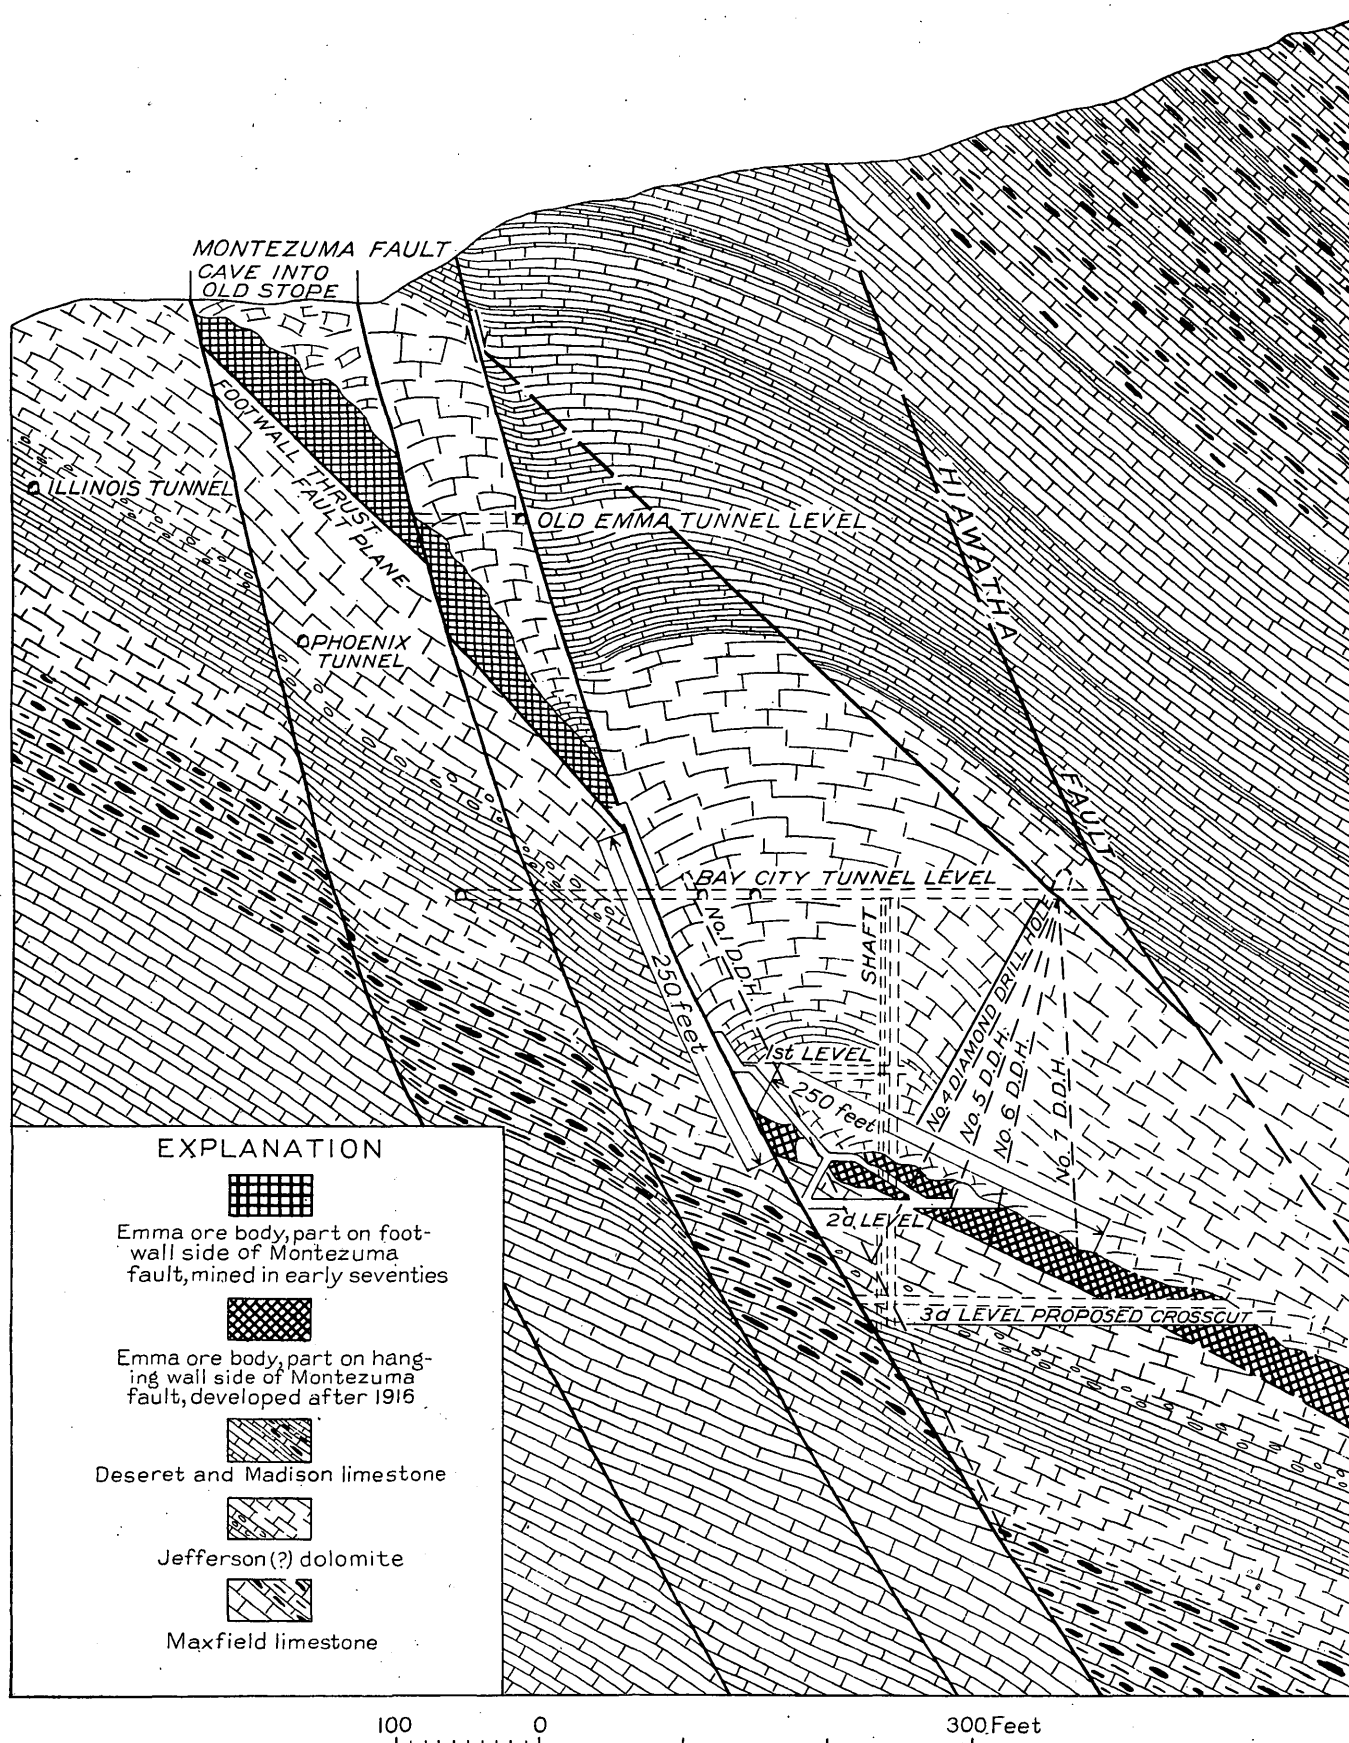 MONTEZUMA FAULT
CAVE INTO
OLD STOPE
FOOTWALL THRUST
FAULT PLANE
ILLINOIS TUNNEL
OLD EMMA TUNNEL LEVEL
HIAWATHA
FAULT
PHOENIX
TUNNEL
BAY CITY TUNNEL LEVEL
No.1 D.D.H.
SHAFT
250 feet
1st LEVEL
250 feet
No.4 DIAMOND DRILL HOLE
No. 5 D.D.H.
No. 6 D.D.H.
No. 7 D.D.H.
2d LEVEL
3d LEVEL PROPOSED CROSSCUT
EXPLANATION
Emma ore body, part on foot-
wall side of Montezuma
fault, mined in early seventies
Emma ore body, part on hang-
ing wall side of Montezuma
fault, developed after 1916
Deseret and Madison limestone
Jefferson (?) dolomite
Maxfield limestone
100 0 300 Feet